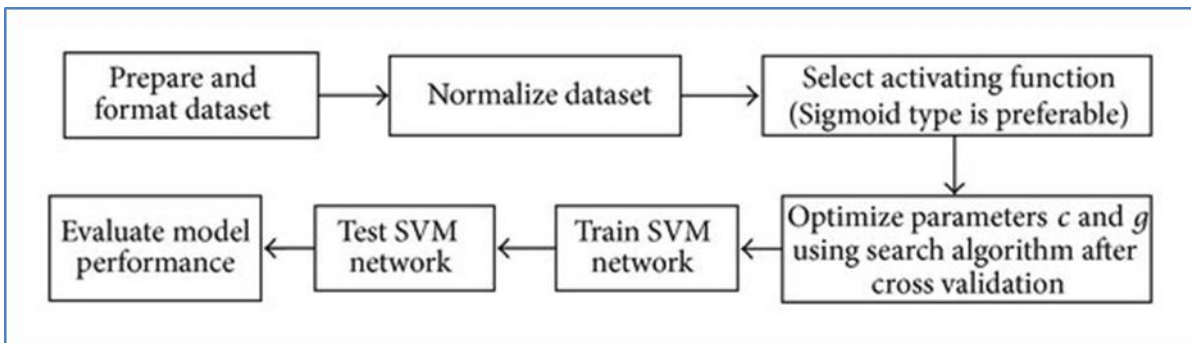 Prepare and
format dataset
Normalize dataset
Select activating function
(Sigmoid type is preferable)
Optimize parameters c and g
using search algorithm after
cross validation
Train SVM
network
Test SVM
network
Evaluate model
performance